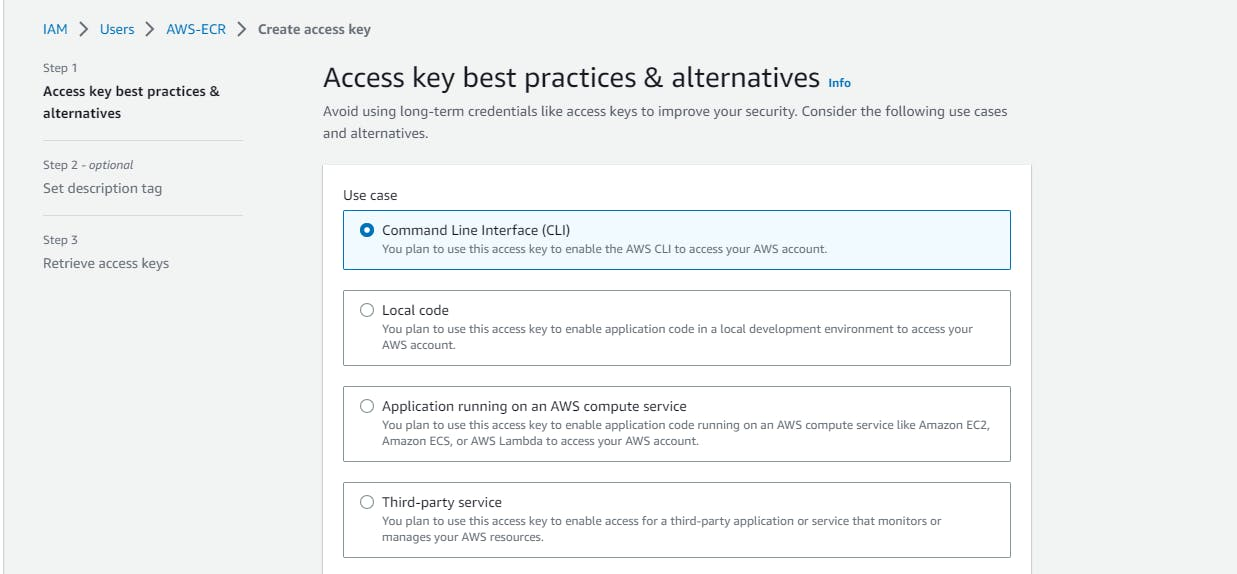 IAM > Users > AWS-ECR > Create access key
Step 1
Access key best practices &
alternatives
Step 2 - optional
Set description tag
Step 3
Retrieve access keys
Access key best practices & alternatives Info
Avoid using long-term credentials like access keys to improve your security. Consider the following use cases
and alternatives.
Use case
Command Line Interface (CLI)
You plan to use this access key to enable the AWS CLI to access your AWS account.
Local code
You plan to use this access key to enable application code in a local development environment to access your
AWS account.
Application running on an AWS compute service
You plan to use this access key to enable application code running on an AWS compute service like Amazon EC2,
Amazon ECS, or AWS Lambda to access your AWS account.
Third-party service
You plan to use this access key to enable access for a third-party application or service that monitors or
manages your AWS resources.